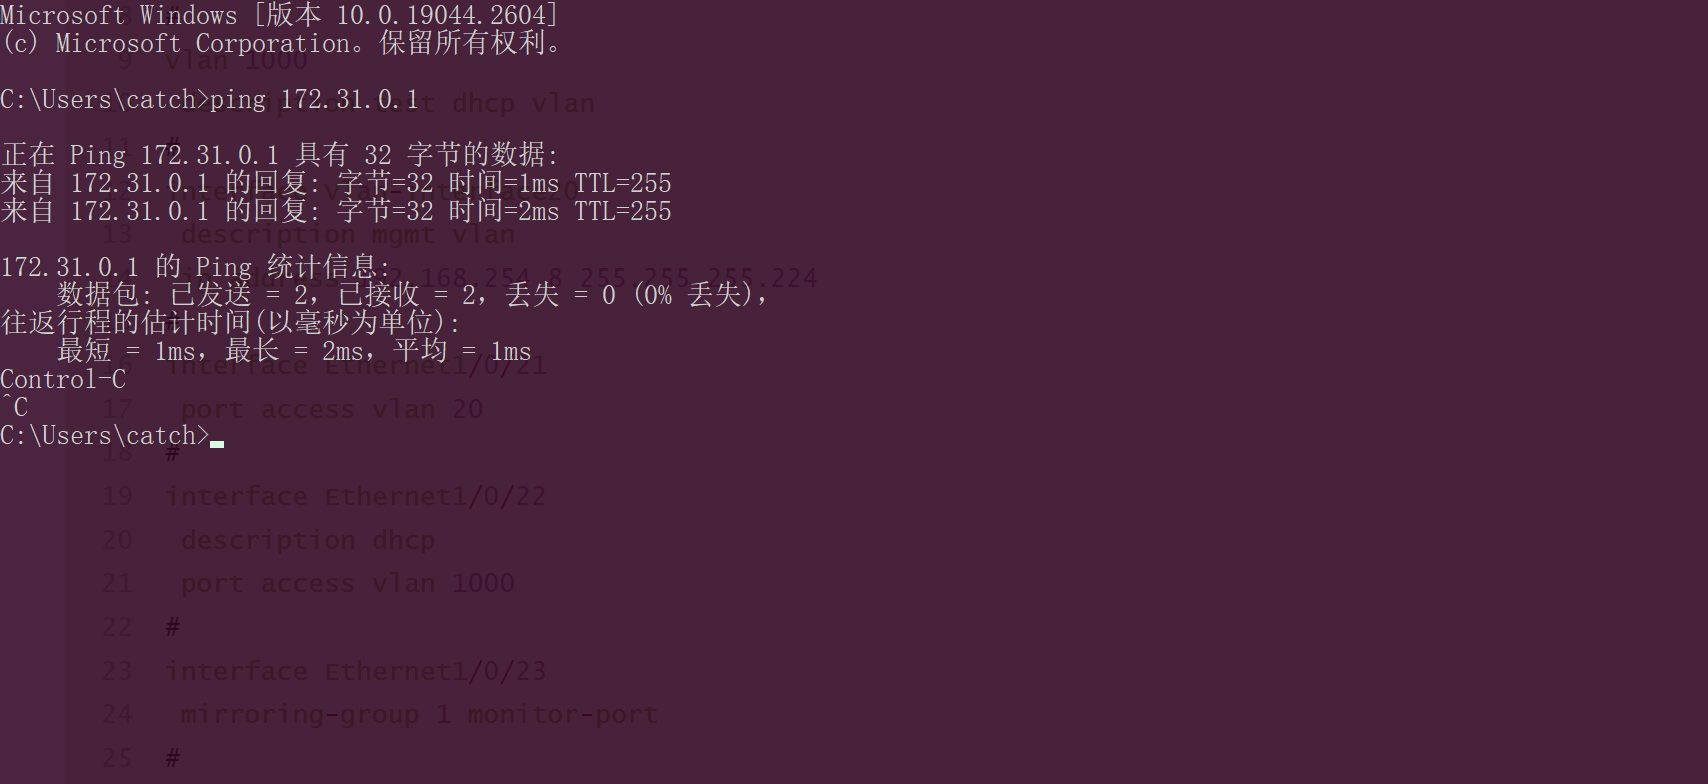 Microsoft Windows [版本 10.0.19044.2604]
(c) Microsoft Corporation。保留所有权利。
9 vlan 1000
C:\Users\catch>ping 172.31.0.1
dhcp vlan
11 #
正在 Ping 172.31.0.1 具有 32 字节的数据:
来自 172.31.0.1 的回复: 字节=32 时间=1ms TTL=255
来自 172.31.0.1 的回复: 字节=32 时间=2ms TTL=255
13 description mgmt vlan
172.31.0.1 的 Ping 统计信息:
168.254.8 255.255.255.224
数据包: 已发送 = 2，已接收 = 2，丢失 = 0 (0% 丢失)，
往返行程的估计时间(以毫秒为单位):
最短 = 1ms，最长 = 2ms，平均 = 1ms
16 interface Ethernet1/0/21
Control-C
^C
17 port access vlan 20
C:\Users\catch>
18 #
19 interface Ethernet1/0/22
20 description dhcp
21 port access vlan 1000
22 #
23 interface Ethernet1/0/23
24 mirroring-group 1 monitor-port
25 #